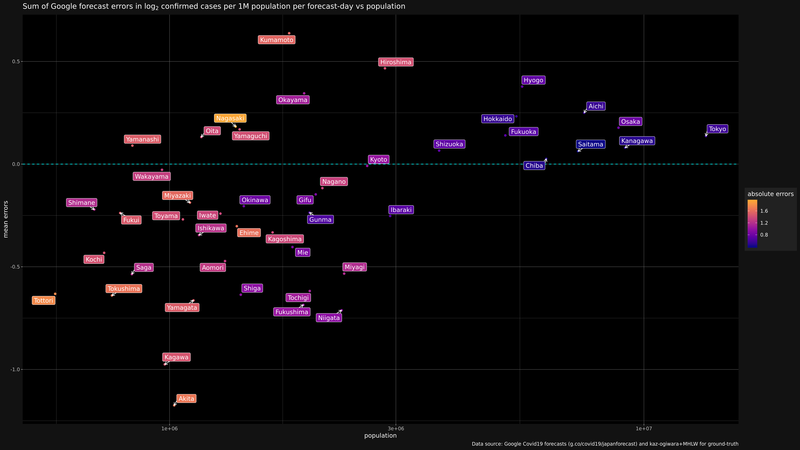 Sum of Google forecast errors in log2 confirmed cases per 1M population per forecast-day vs population
Kumamoto
0.5
Hiroshima
Hyogo
Okayama
Aichi
Nagasaki
Hokkaido
Osaka
Oita
Fukuoka
Tokyo
Yamanashi
Yamaguchi
Shizuoka
Saitama
Kanagawa
0.0
Kyoto
Chiba
Wakayama
Nagano
Miyazaki
Shimane
Okinawa
Gifu
Ibaraki
Fukui
Toyama
Iwate
Gunma
Ishikawa
Ehime
Kagoshima
Mie
Kochi
Saga
Aomori
Miyagi
-0.5
Tottori
Tokushima
Shiga
Tochigi
Yamagata
Fukushima
Niigata
Kagawa
-1.0
Akita
mean errors
absolute errors
1.6
1.2
0.8
1e+06
3e+06
1e+07
population
Data source: Google Covid19 forecasts (g.co/covid19/japanforecast) and kaz-ogiwara+MHLW for ground-truth